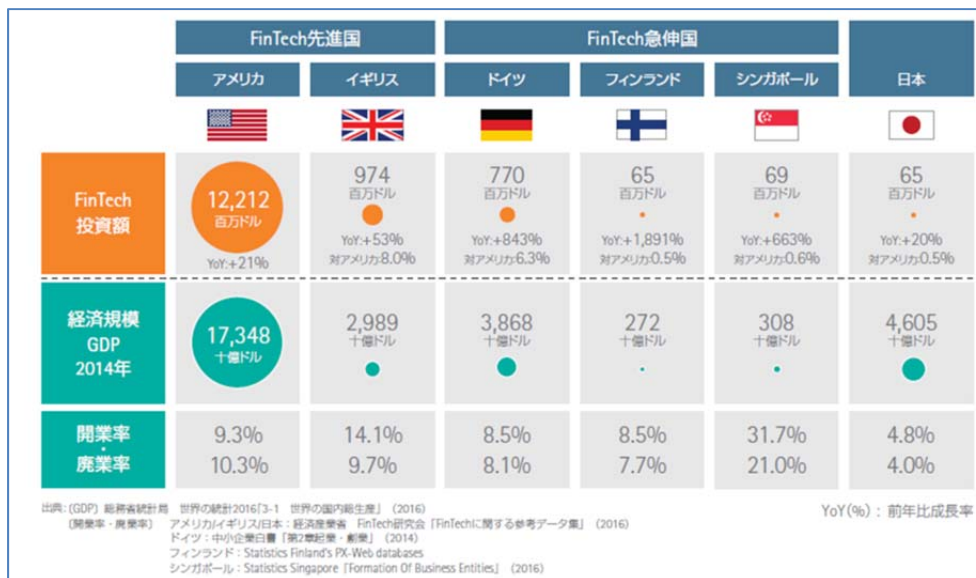 FinTech先進国
FinTech急伸国
アメリカ
イギリス
ドイツ
フィンランド
シンガポール
日本
FinTech
投資額
12,212
百万ドル
YoY:+21%
974
百万ドル
YoY:+53%
対アメリカ:8.0%
770
百万ドル
YoY:+843%
対アメリカ:6.3%
65
百万ドル
YoY:+1,891%
対アメリカ:0.5%
69
百万ドル
YoY:+663%
対アメリカ:0.6%
65
百万ドル
YoY:+20%
対アメリカ:0.5%
経済規模
GDP
2014年
17,348
十億ドル
2,989
十億ドル
3,868
十億ドル
272
十億ドル
308
十億ドル
4,605
十億ドル
開業率
・
廃業率
9.3%
10.3%
14.1%
9.7%
8.5%
8.1%
8.5%
7.7%
31.7%
21.0%
4.8%
4.0%
出典:(GDP) 総務省統計局 世界の統計2016「3-1 世界の国内総生産」(2016)
(開業率・廃業率) アメリカ/イギリス/日本:経済産業省 FinTech研究会「FinTechに関する参考データ集」(2016)
ドイツ:中小企業白書「第2章起業・創業」(2014)
フィンランド:Statistics Finland's PX-Web databases
シンガポール:Statistics Singapore「Formation Of Business Entities」(2016)
YoY(%):前年比成長率